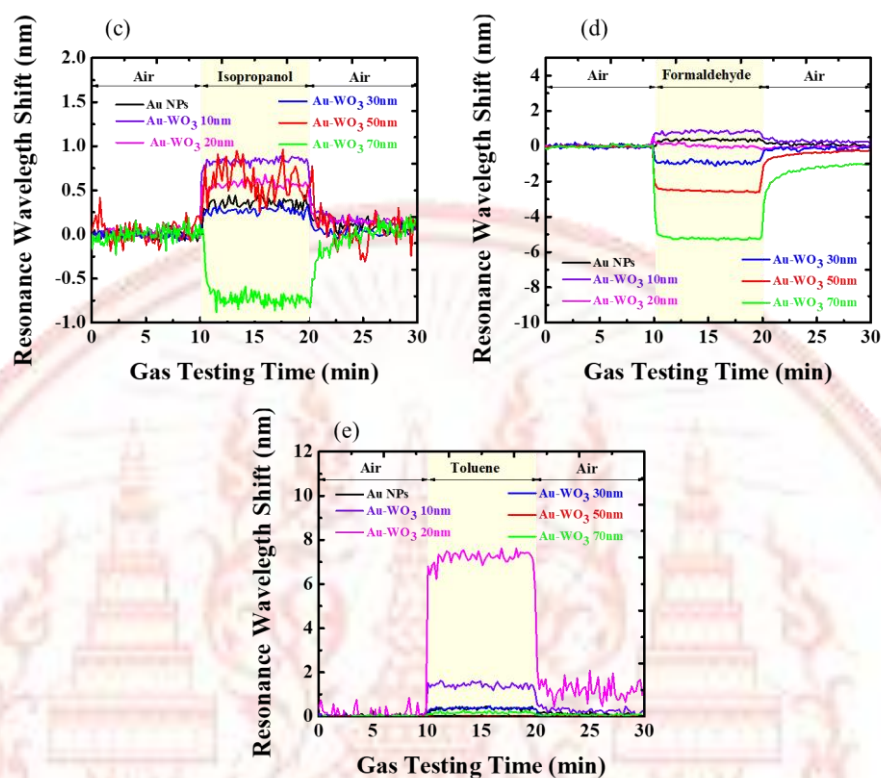 (c)
2.0
1.5
1.0
0.5
0.0
-0.5
-1.0
Resonance Wavelegth Shift (nm)
Air Isopropanol Air
Au NPs Au-WO3 30nm
Au-WO3 10nm Au-WO3 50nm
Au-WO3 20nm Au-WO3 70nm
0 5 10 15 20 25 30
Gas Testing Time (min)
(d)
4
2
0
-2
-4
-6
-8
-10
Resonance Wavelegth Shift (nm)
Air Formaldehyde Air
Au NPs Au-WO3 30nm
Au-WO3 10nm Au-WO3 50nm
Au-WO3 20nm Au-WO3 70nm
0 5 10 15 20 25 30
Gas Testing Time (min)
(e)
12
10
8
6
4
2
0
Resonance Wavelegth Shift (nm)
Air Toluene Air
Au NPs Au-WO3 30nm
Au-WO3 10nm Au-WO3 50nm
Au-WO3 20nm Au-WO3 70nm
0 5 10 15 20 25 30
Gas Testing Time (min)